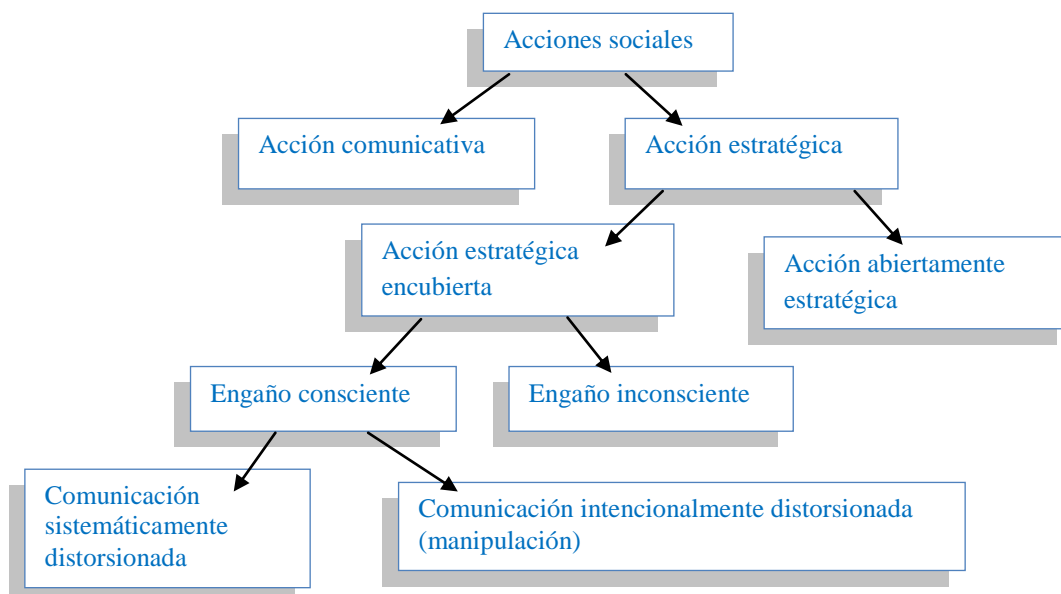 Acciones sociales
Acción comunicativa
Acción estratégica
Acción estratégica
encubierta
Acción abiertamente
estratégica
Engaño consciente
Engaño inconsciente
Comunicación
sistemáticamente
distorsionada
Comunicación intencionalmente distorsionada
(manipulación)